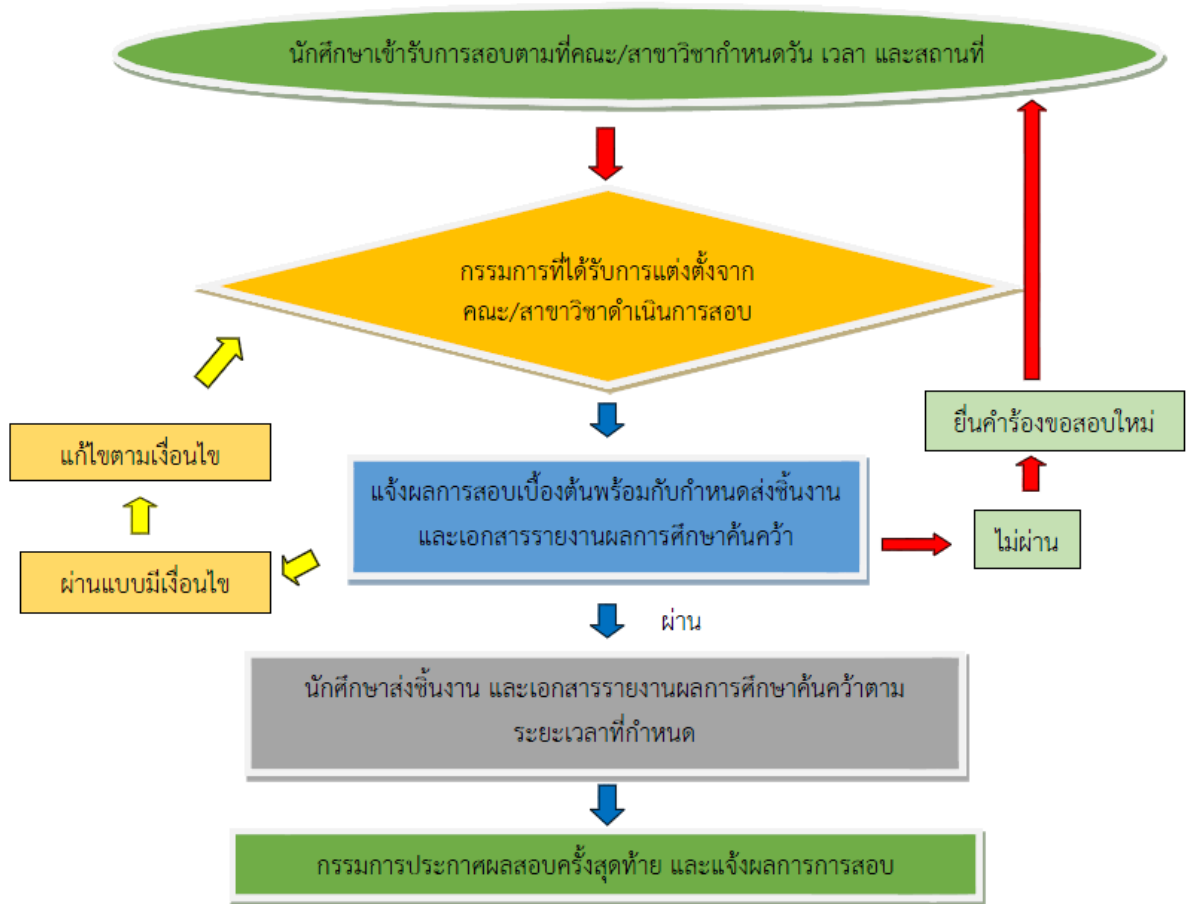 นักศึกษาเข้ารับการสอบตามที่คณะ/สาขาวิชากำหนดวัน เวลา และสถานที่
กรรมการที่ได้รับการแต่งตั้งจาก
คณะ/สาขาวิชาดำเนินการสอบ
ยื่นคำร้องขอสอบใหม่
แก้ไขตามเงื่อนไข
แจ้งผลการสอบเบื้องต้นพร้อมกับกำหนดส่งชิ้นงาน
และเอกสารรายงานผลการศึกษาค้นคว้า
ไม่ผ่าน
ผ่านแบบมีเงื่อนไข
ผ่าน
นักศึกษาส่งชิ้นงาน และเอกสารรายงานผลการศึกษาค้นคว้าตาม
ระยะเวลาที่กำหนด
กรรมการประกาศผลสอบครั้งสุดท้าย และแจ้งผลการการสอบ